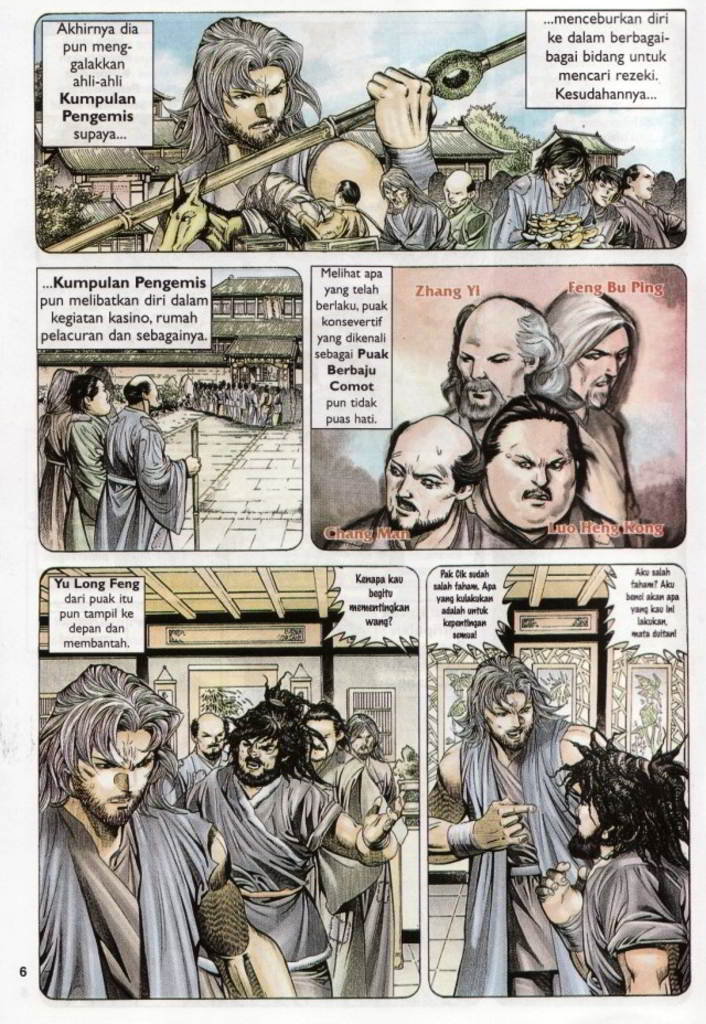 Akhirnya dia
pun meng-
galakkan
ahli-ahli
Kumpulan
Pengemis
supaya...
...menceburkan diri
ke dalam berbagai-
bagai bidang untuk
mencari rezeki.
Kesudahannya...
...Kumpulan Pengemis
pun melibatkan diri dalam
kegiatan kasino, rumah
pelacuran dan sebagainya.
Melihat apa
yang telah
berlaku, puak
konsevertif
yang dikenali
sebagai Puak
Berbaju
Comot
pun tidak
puas hati.
Zhang Yi
Feng Bu Ping
Chang Man
Luo Heng Kong
Yu Long Feng
dari puak itu
pun tampil ke
depan dan
membantah.
Kenapa kau
begitu
mementingkan
wang?
Pak Cik sudah
salah faham. Apa
yang kulakukan
adalah untuk
kepentingan
semua!
Aku salah
faham? Aku
benci akan apa
yang kau ini
lakukan,
mata duitan!
6